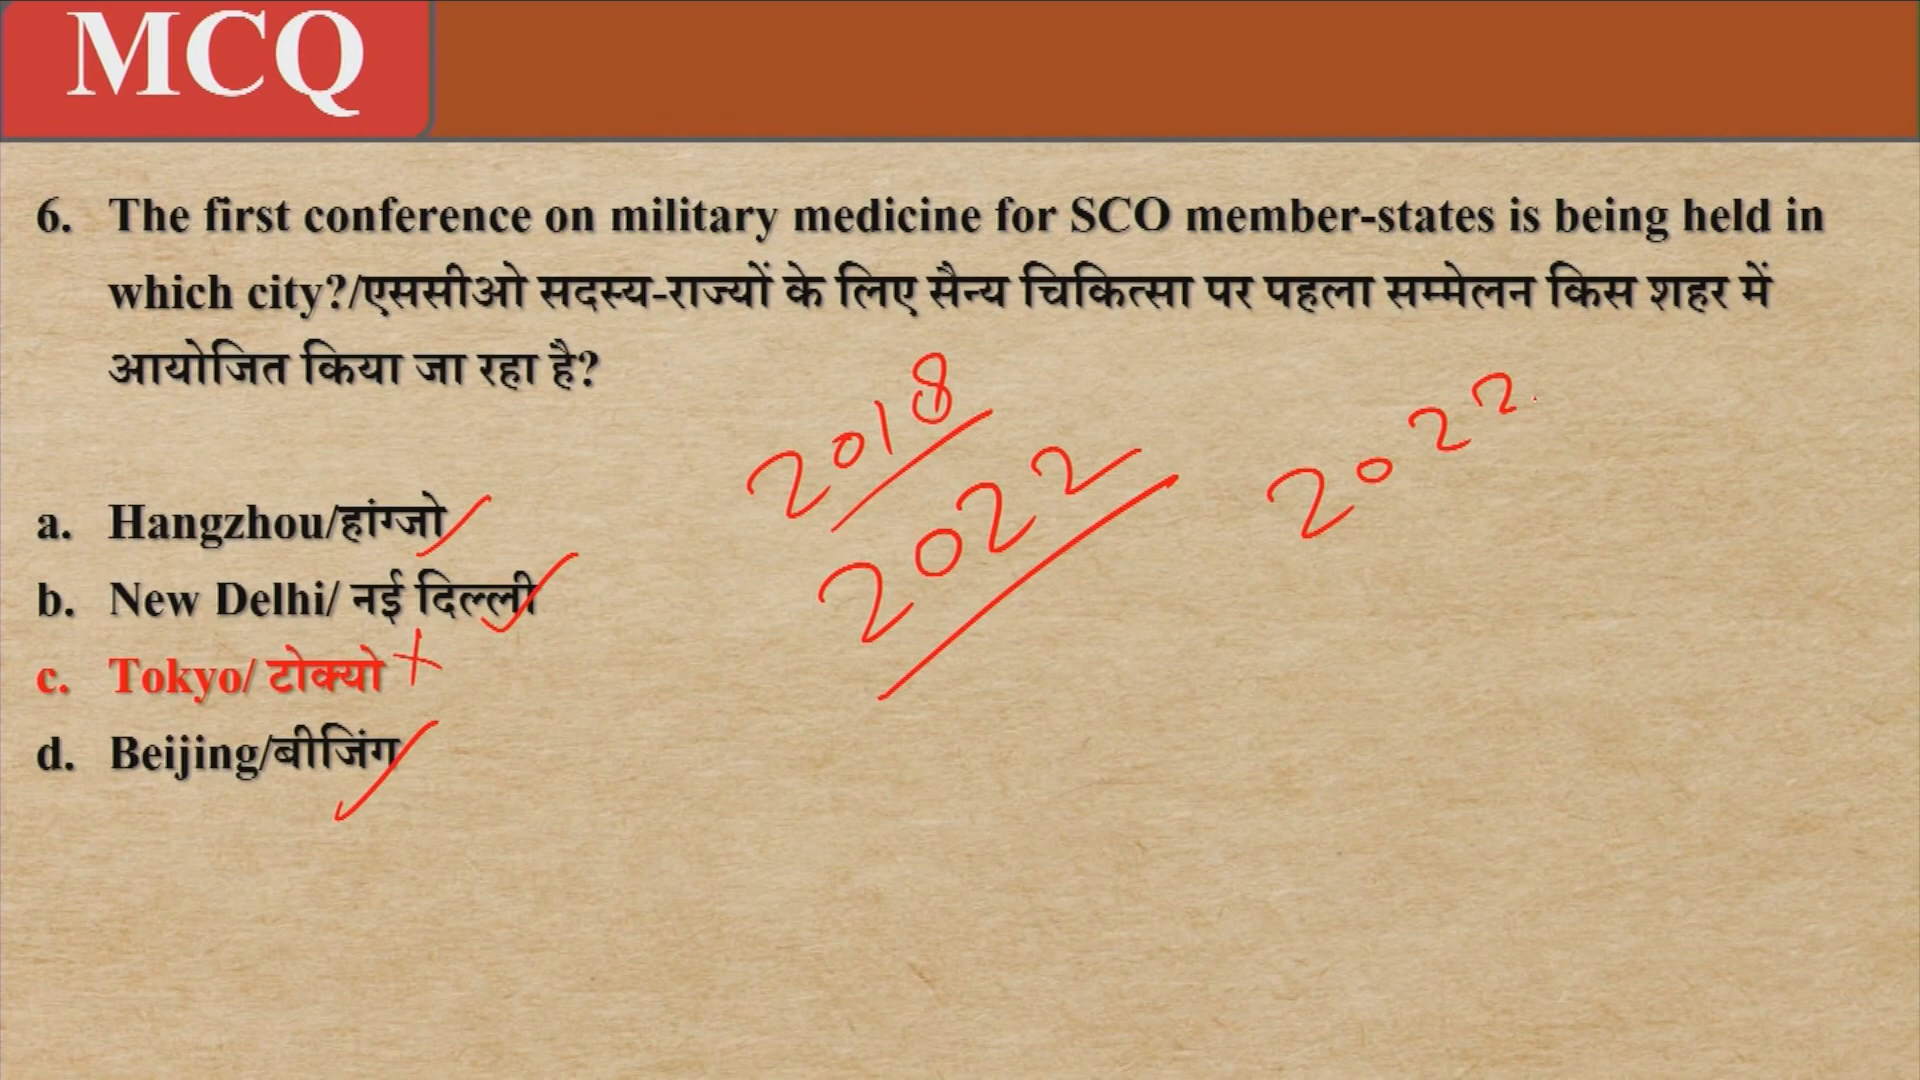 MCQ
6. The first conference on military medicine for SCO member-states is being held in
which city?/एससीओ सदस्य-राज्यों के लिए सैन्य चिकित्सा पर पहला सम्मेलन किस शहर में
आयोजित किया जा रहा है?
2018
2022
2022
a. Hangzhou/हांग्जो
b. New Delhi/ नई दिल्ली
c. Tokyo/ टोक्यो
d. Beijing/बीजिंग